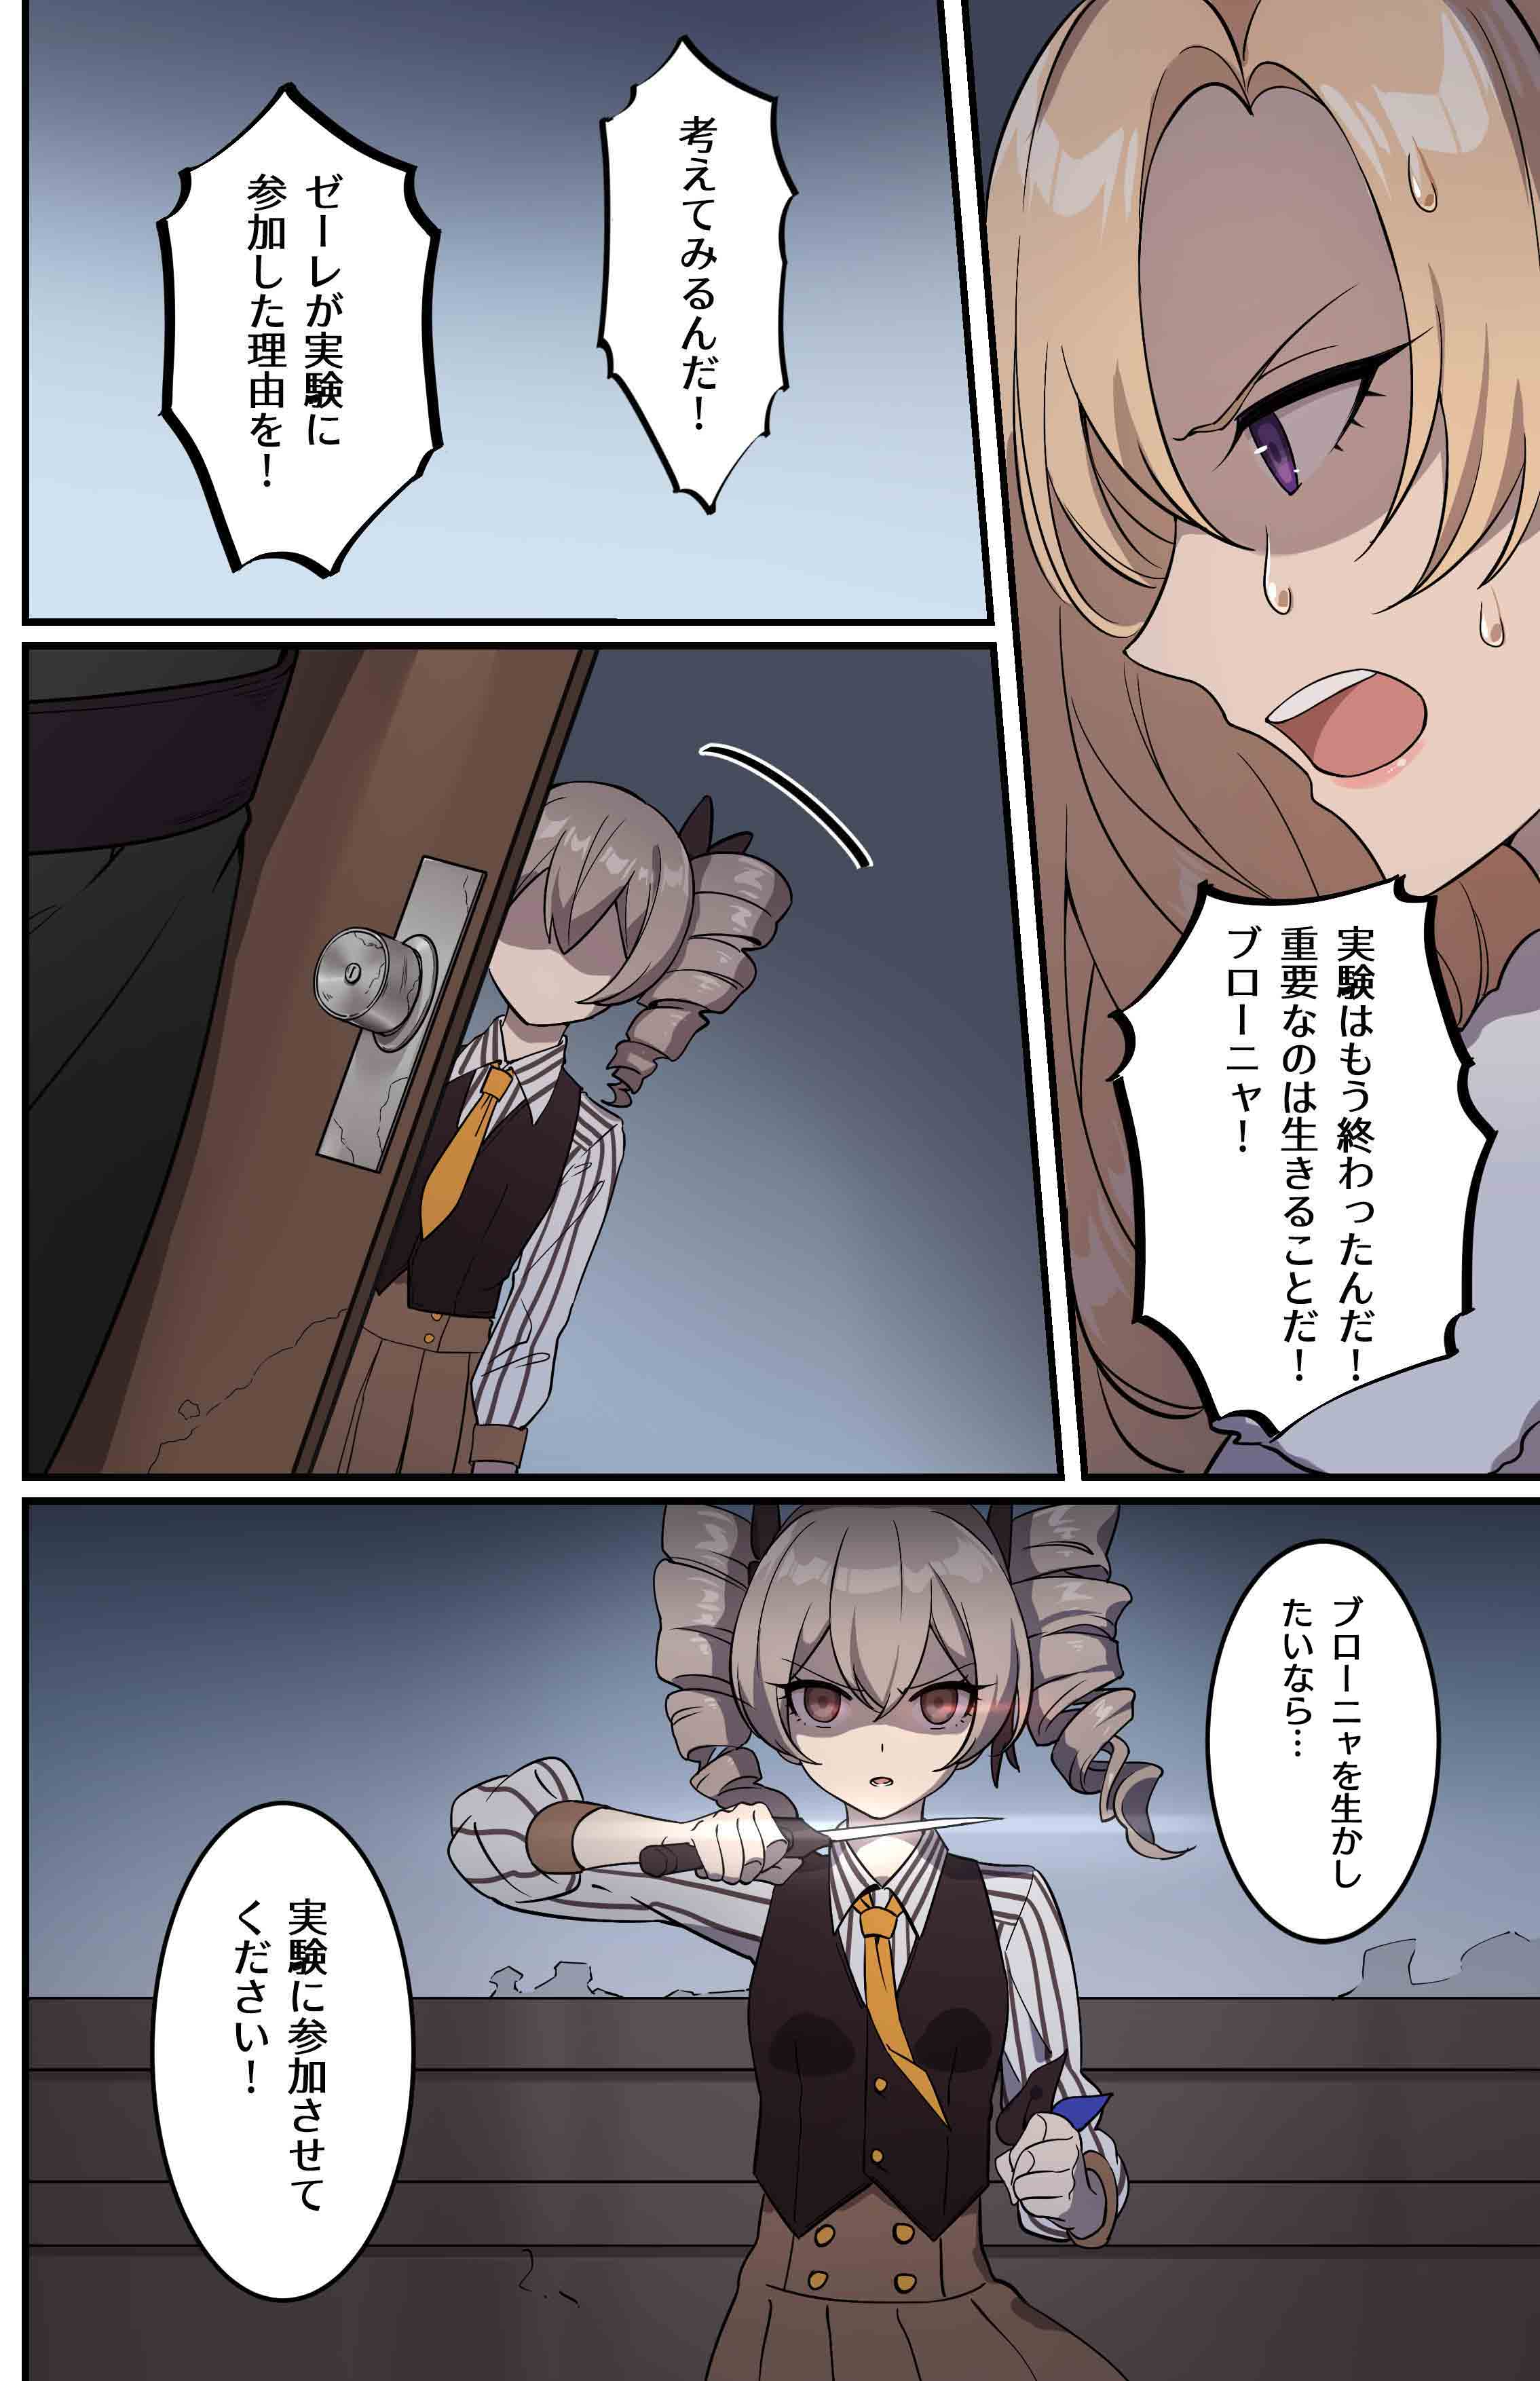 実験はもう終わったんだ！
重要なのは生きることだ！
ブローニャ！
考えてみるんだ！
ゼーレが実験に
参加した理由を！
ブローニャを生かし
たいなら…
実験に参加させて
ください！